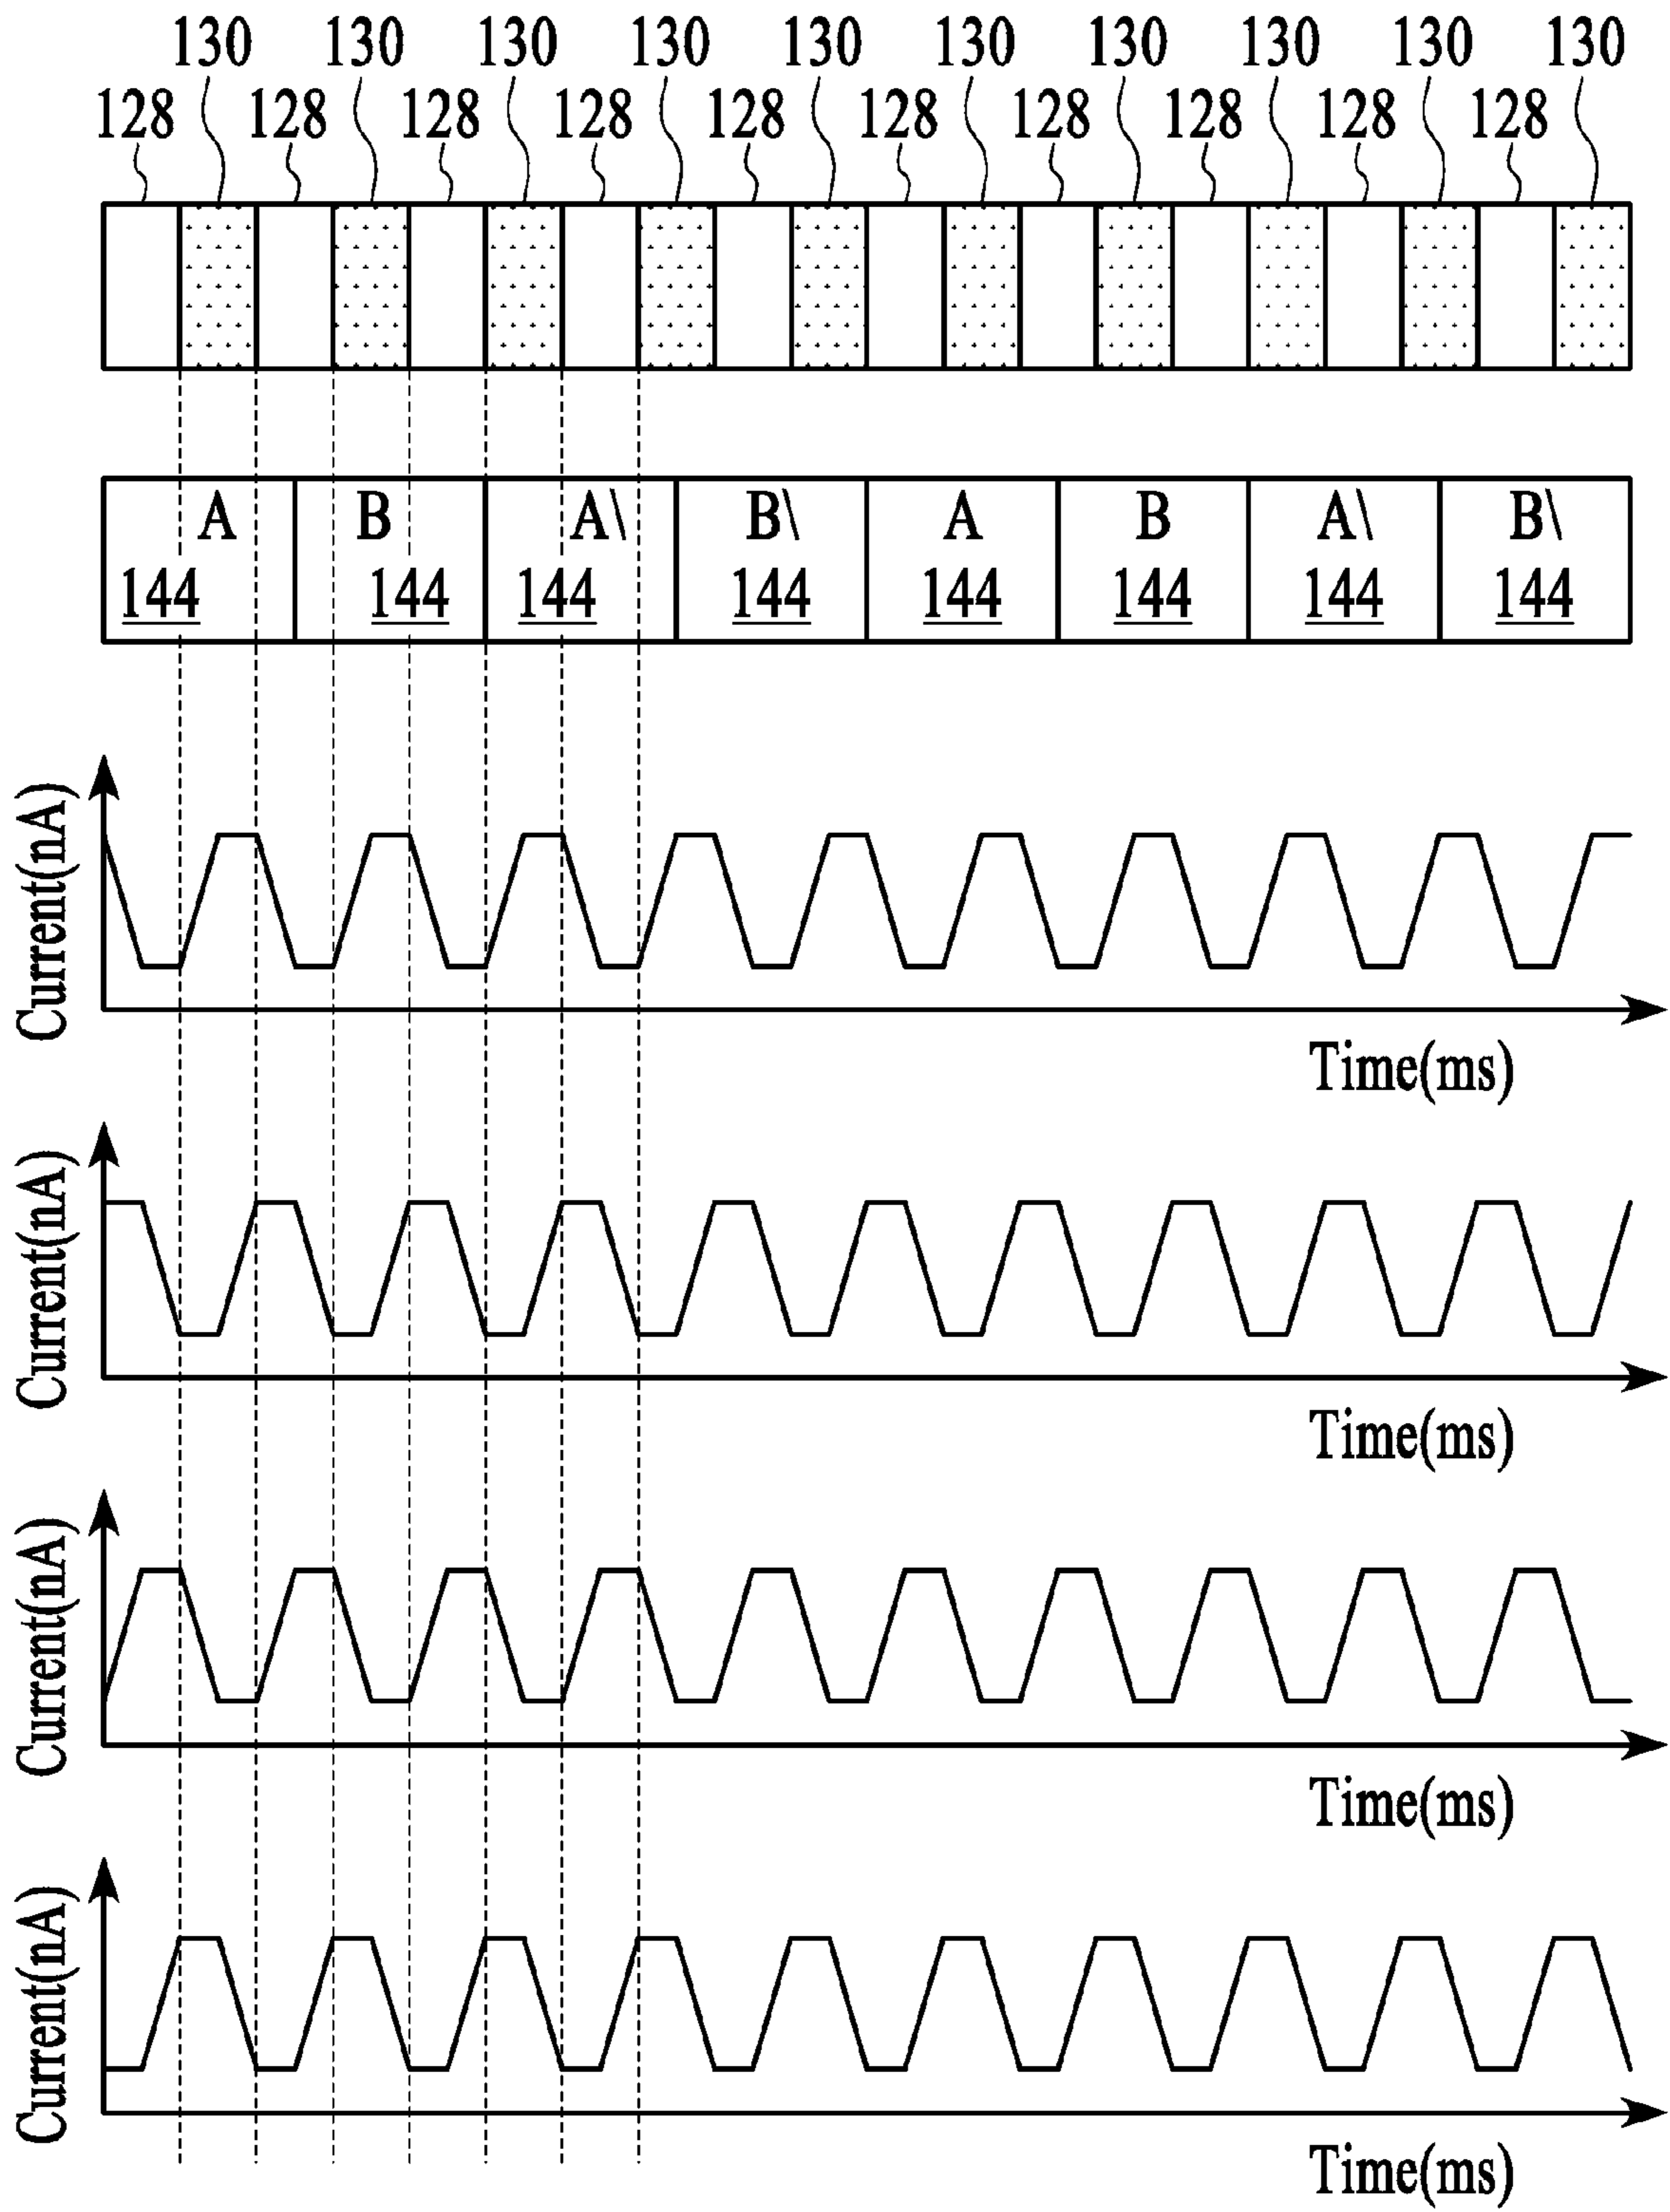 130 130 130 130 130 130 130 130 130 130
128 128 128 128 128 128 128 128 128 128
A B A\ B\ A B A\ B\
144 144 144 144 144 144 144 144
Current(nA)
Time(ms)
Current(nA)
Time(ms)
Current(nA)
Time(ms)
Current(nA)
Time(ms)